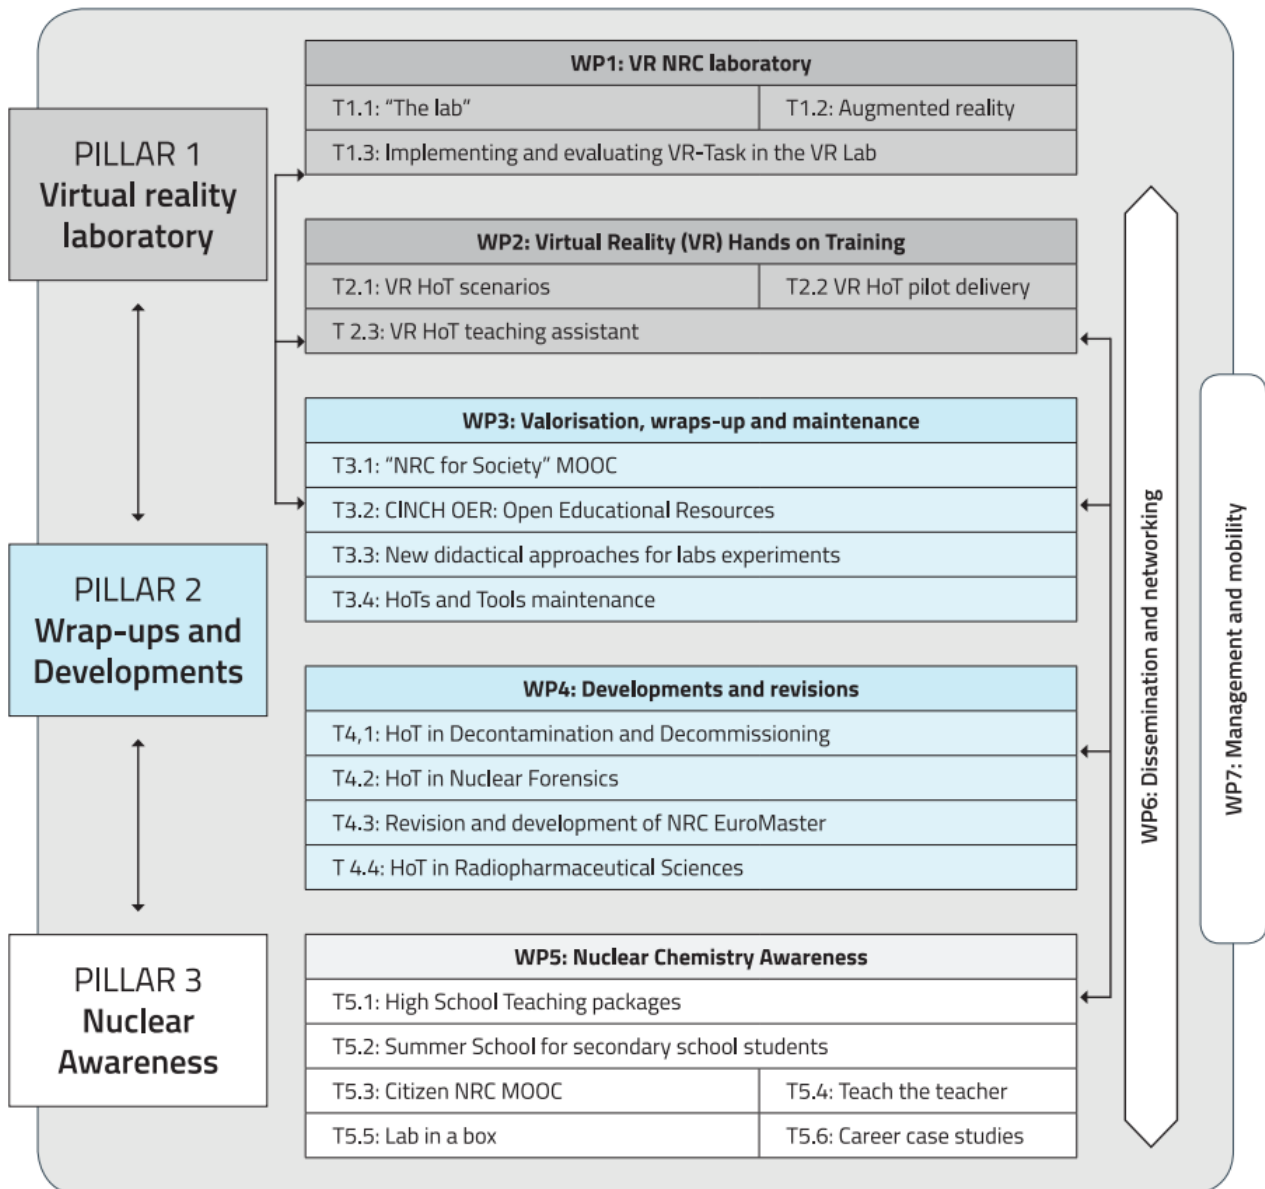 PILLAR 1
Virtual reality
laboratory
PILLAR 2
Wrap-ups and
Developments
PILLAR 3
Nuclear
Awareness
WP1: VR NRC laboratory
T1.1: “The lab”
T1.2: Augmented reality
T1.3: Implementing and evaluating VR-Task in the VR Lab
WP2: Virtual Reality (VR) Hands on Training
T2.1: VR HoT scenarios
T2.2 VR HoT pilot delivery
T 2.3: VR HoT teaching assistant
WP3: Valorisation, wraps-up and maintenance
T3.1: “NRC for Society” MOOC
T3.2: CINCH OER: Open Educational Resources
T3.3: New didactical approaches for labs experiments
T3.4: HoTs and Tools maintenance
WP4: Developments and revisions
T4,1: HoT in Decontamination and Decommissioning
T4.2: HoT in Nuclear Forensics
T4.3: Revision and development of NRC EuroMaster
T 4.4: HoT in Radiopharmaceutical Sciences
WP5: Nuclear Chemistry Awareness
T5.1: High School Teaching packages
T5.2: Summer School for secondary school students
T5.3: Citizen NRC MOOC
T5.4: Teach the teacher
T5.5: Lab in a box
T5.6: Career case studies
WP6: Dissemination and networking
WP7: Management and mobility